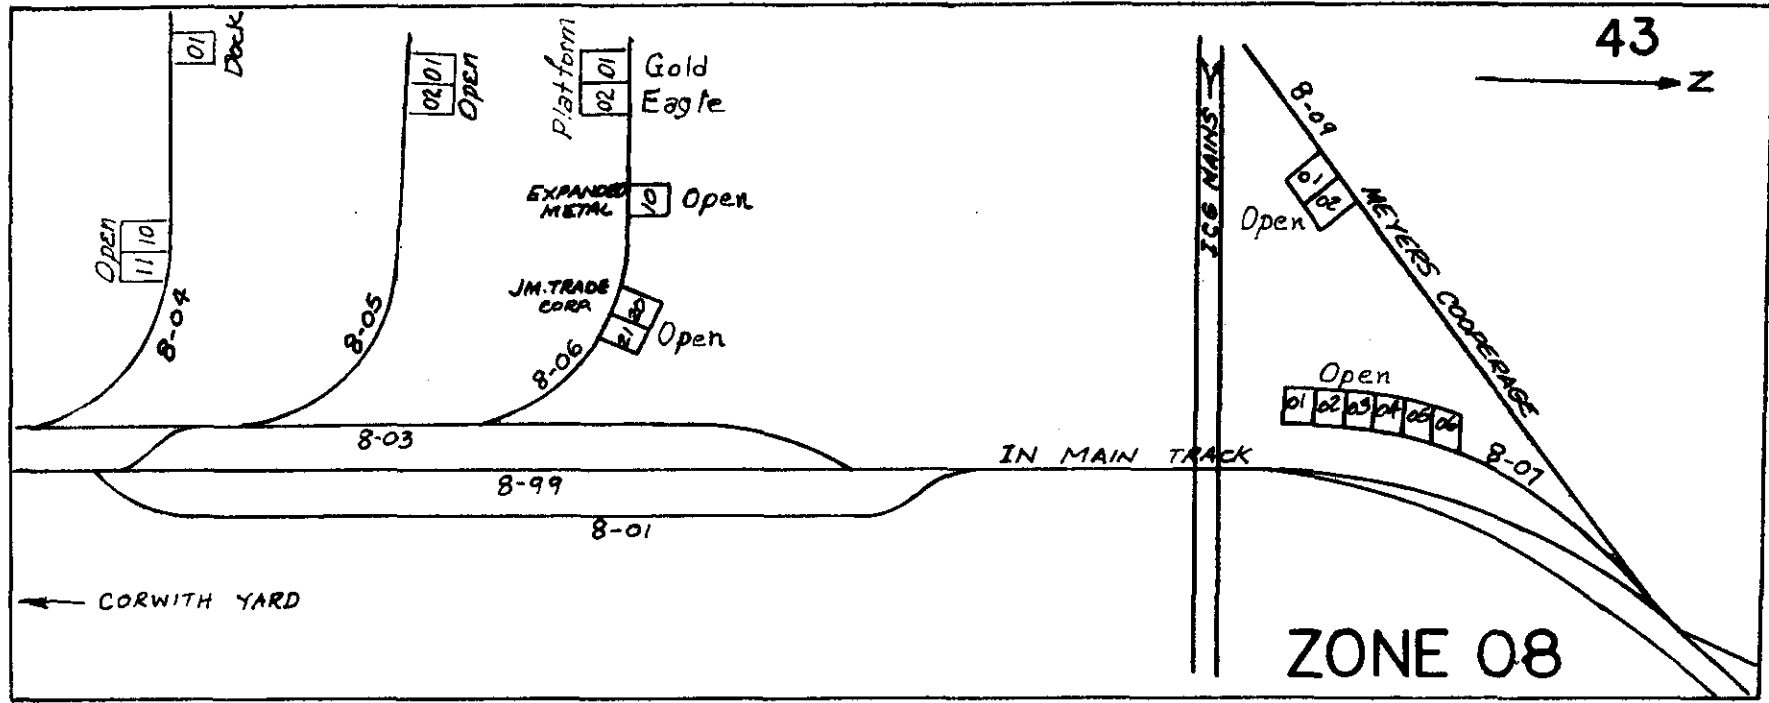 43
Z
01
Dock
01
02
Open
Platform
01
02
Gold
Eagle
EXPANDED
METAL
10
Open
Open
10
11
JM.TRADE
CORP.
20
21
Open
8-04
8-05
8-06
ICG MAINS
8-09
01
02
Open
MEYERS COOPERAGE
Open
01 02 03 04 05 06
8-07
8-03
IN MAIN TRACK
8-99
8-01
CORWITH YARD
ZONE 08